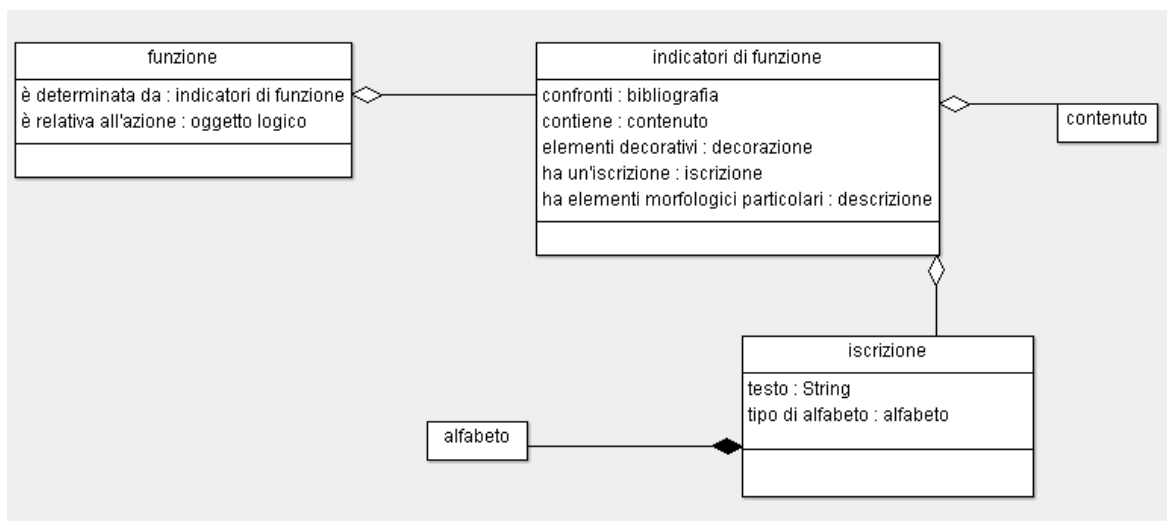 funzione
è determinata da : indicatori di funzione
è relativa all'azione : oggetto logico
indicatori di funzione
confronti : bibliografia
contiene : contenuto
elementi decorativi : decorazione
ha un'iscrizione : iscrizione
ha elementi morfologici particolari : descrizione
contenuto
iscrizione
testo : String
tipo di alfabeto : alfabeto
alfabeto